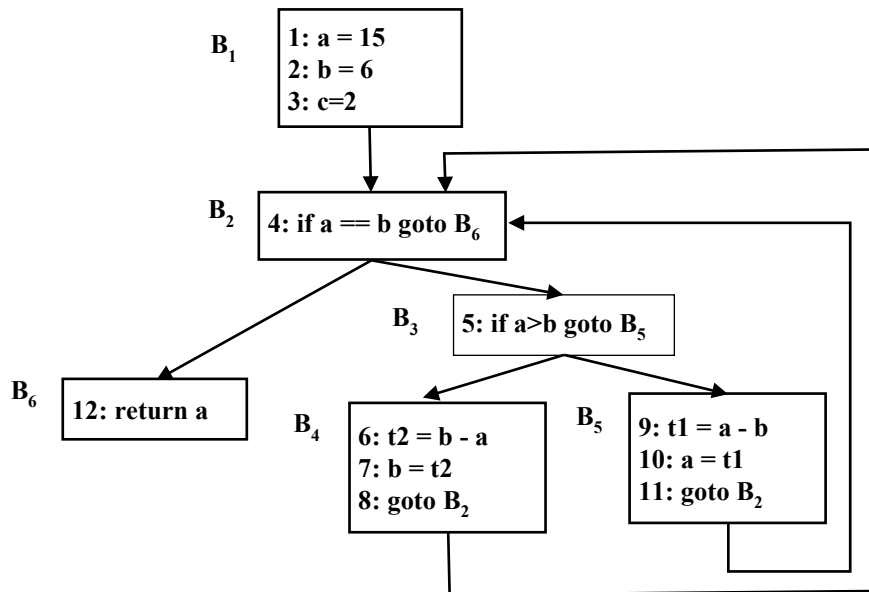 B₁
1: a = 15
2: b = 6
3: c=2
B₂
4: if a == b goto B₆
B₃
5: if a>b goto B₅
B₆
12: return a
B₄
6: t2 = b - a
7: b = t2
8: goto B₂
B₅
9: t1 = a - b
10: a = t1
11: goto B₂